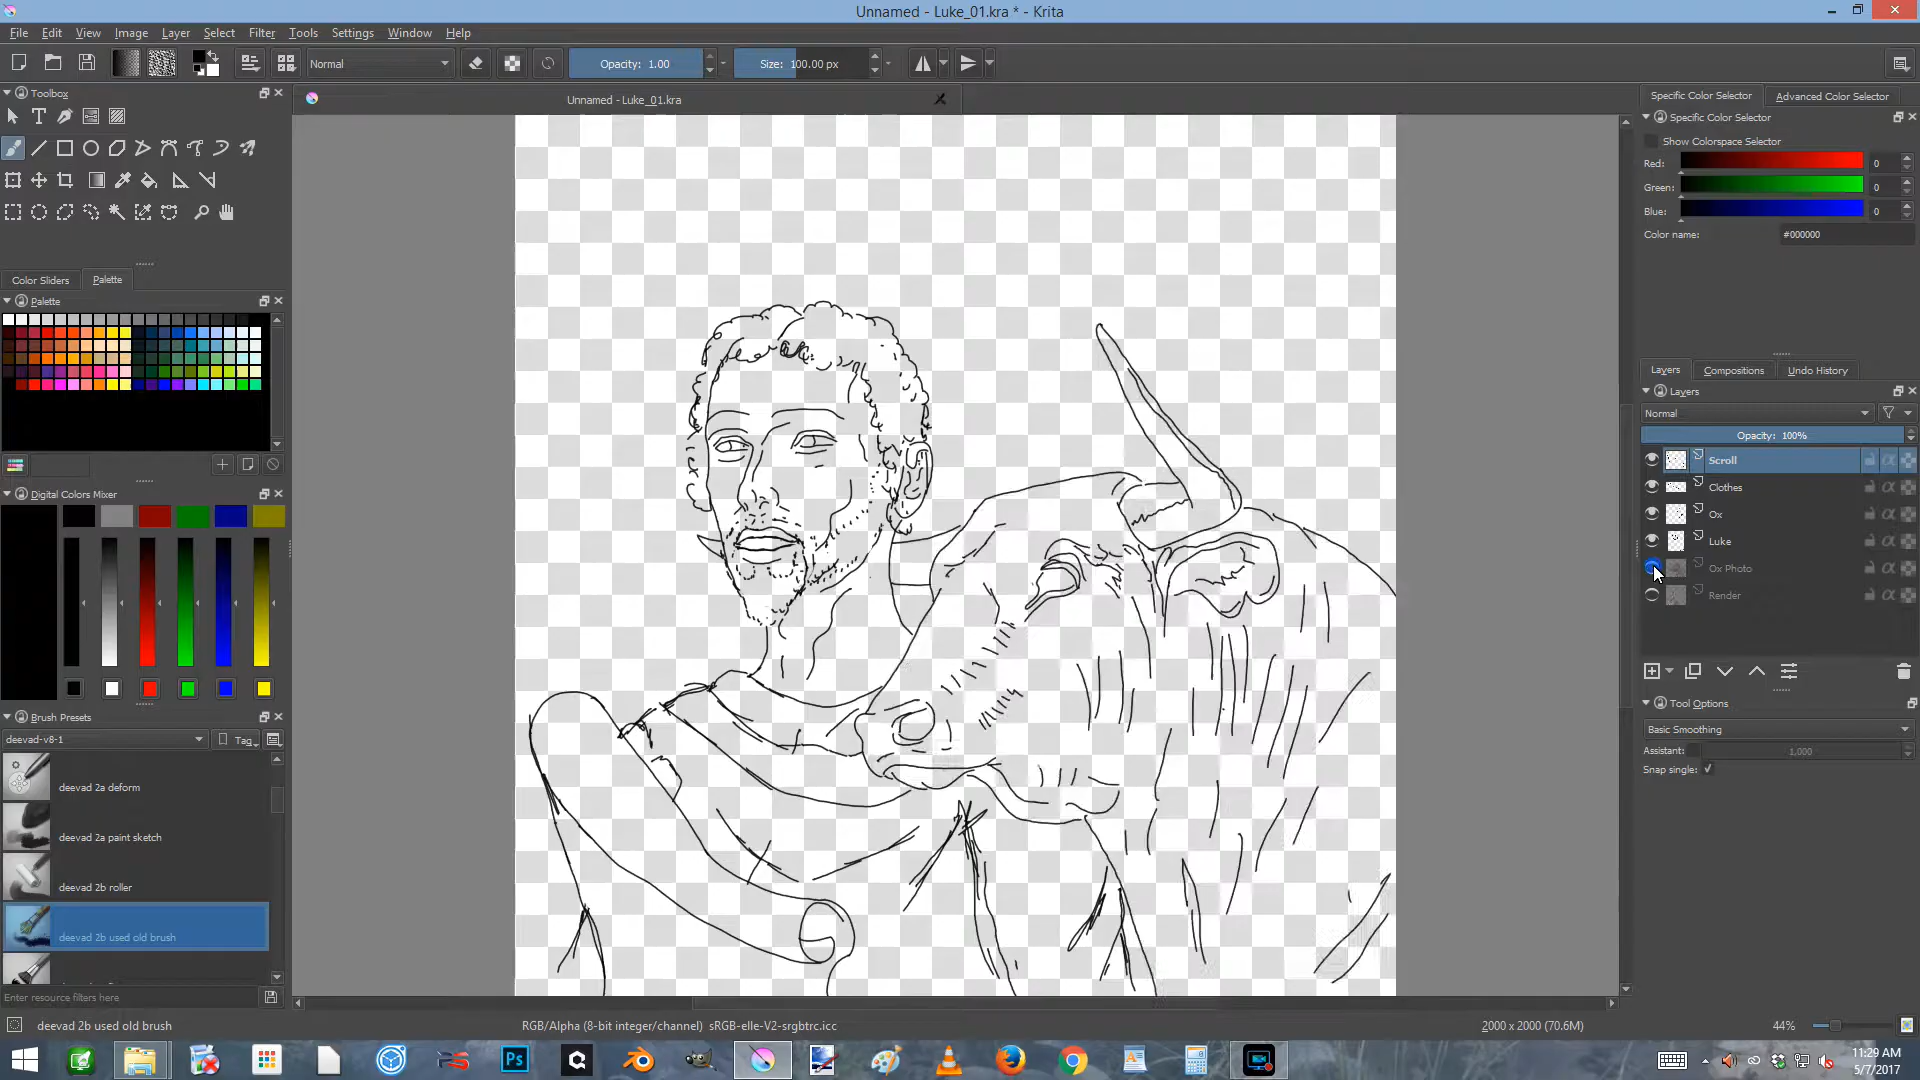 Unnamed - Luke_01.kra * - Krita
File Edit View Image Layer Select Filter Tools Settings Window Help
Normal Opacity: 1.00 Size: 100.00 px
Toolbox
Unnamed - Luke_01.kra
Color Sliders Palette
Palette
Digital Colors Mixer
Brush Presets
deevad-v8-1 Tag
deevad 2a deform
deevad 2a paint sketch
deevad 2b roller
deevad 2b used old brush
Enter resource filters here
deevad 2b used old brush
RGB/Alpha (8-bit integer/channel) sRGB-elle-V2-srgbtrc.icc
2000 x 2000 (70.6M)
44%
Specific Color Selector Advanced Color Selector
Specific Color Selector
Show Colorspace Selector
Red: 0
Green: 0
Blue: 0
Color name: #000000
Layers Compositions Undo History
Layers
Normal
Opacity: 100%
Scroll
Clothes
Ox
Luke
Ox Photo
Render
Tool Options
Basic Smoothing
Assistant: 1,000
Snap single:
Ps
11:29 AM
5/7/2017